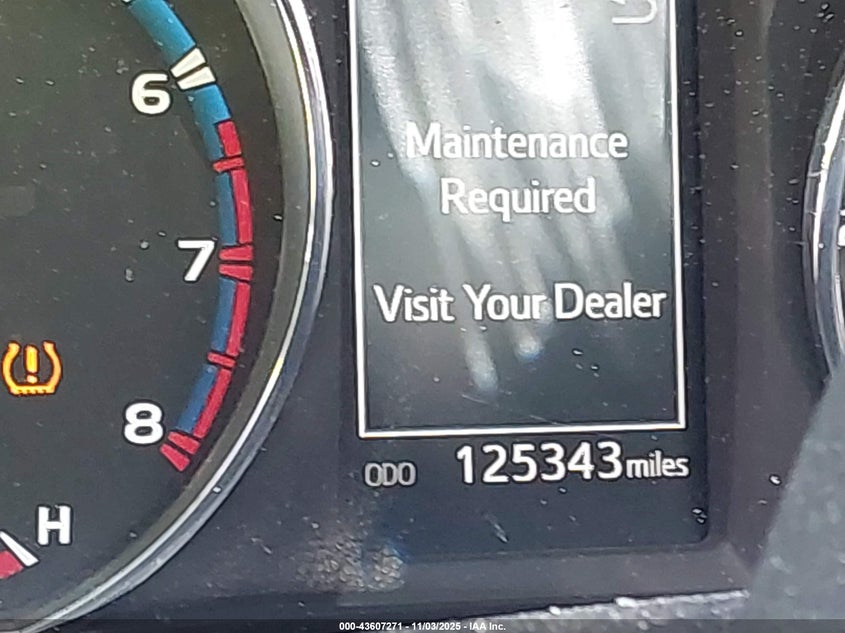 6
7
8
H
Maintenance
Required
Visit Your Dealer
ODO 125343 miles
000-43607271 - 11/03/2025 - IAA Inc.